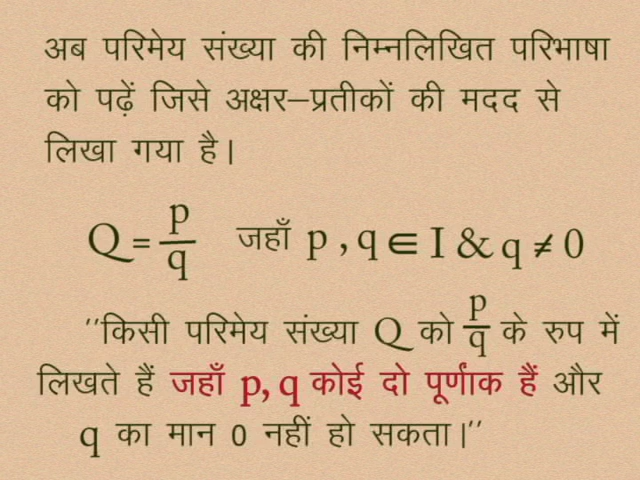 अब परिमेय संख्या की निम्नलिखित परिभाषा
को पढ़ें जिसे अक्षर–प्रतीकों की मदद से
लिखा गया है।
Q = p/q जहाँ p , q ∈ I & q ≠ 0
''किसी परिमेय संख्या Q को p/q के रुप में
लिखते हैं जहाँ p, q कोई दो पूर्णांक हैं और
q का मान 0 नहीं हो सकता।''